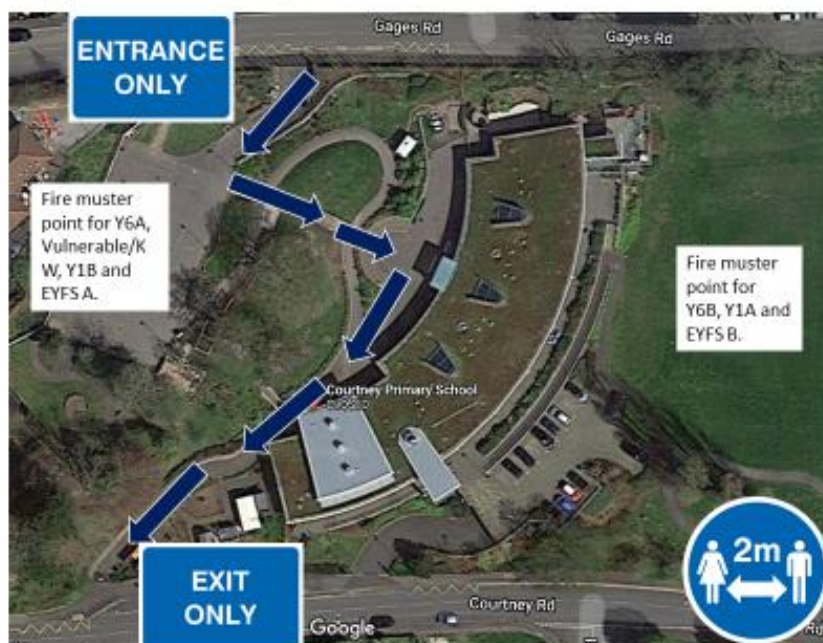 Gages Rd
Gages Rd
ENTRANCE
ONLY
Fire muster
point for Y6A,
Vulnerable/K
W, Y1B and
EYFS A.
Fire muster
point for
Y6B, Y1A and
EYFS B.
Courtney Primary School
2m
EXIT
ONLY
Google
Courtney Rd
Rd